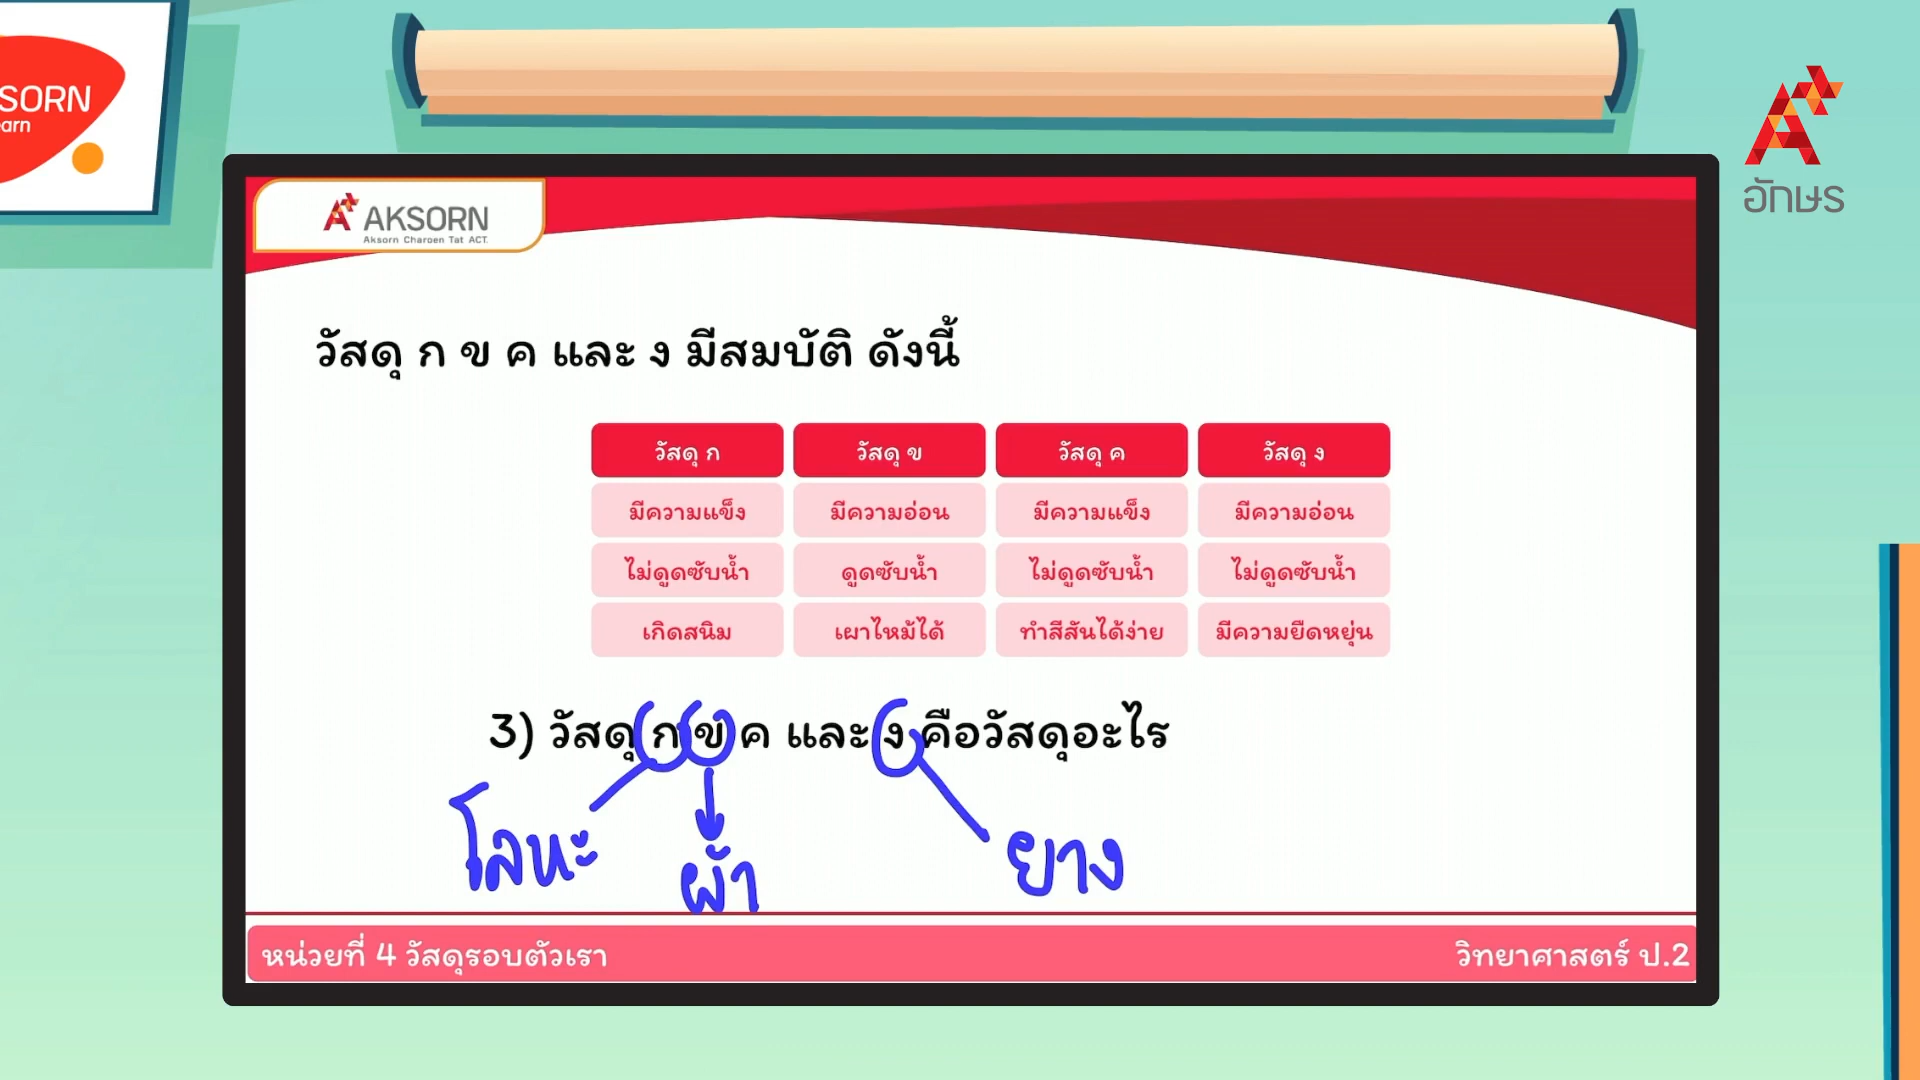 SORN
arn
อักษร
AKSORN
Aksorn Charoen Tat ACT.
วัสดุ ก ข ค และ ง มีสมบัติ ดังนี้
วัสดุ ก วัสดุ ข วัสดุ ค วัสดุ ง
มีความแข็ง มีความอ่อน มีความแข็ง มีความอ่อน
ไม่ดูดซับน้ำ ดูดซับน้ำ ไม่ดูดซับน้ำ ไม่ดูดซับน้ำ
เกิดสนิม เผาไหม้ได้ ทำสีสันได้ง่าย มีความยืดหยุ่น
3) วัสดุ ก ข ค และ ง คือวัสดุอะไร
โลหะ ผ้า ยาง
หน่วยที่ 4 วัสดุรอบตัวเรา วิทยาศาสตร์ ป.2